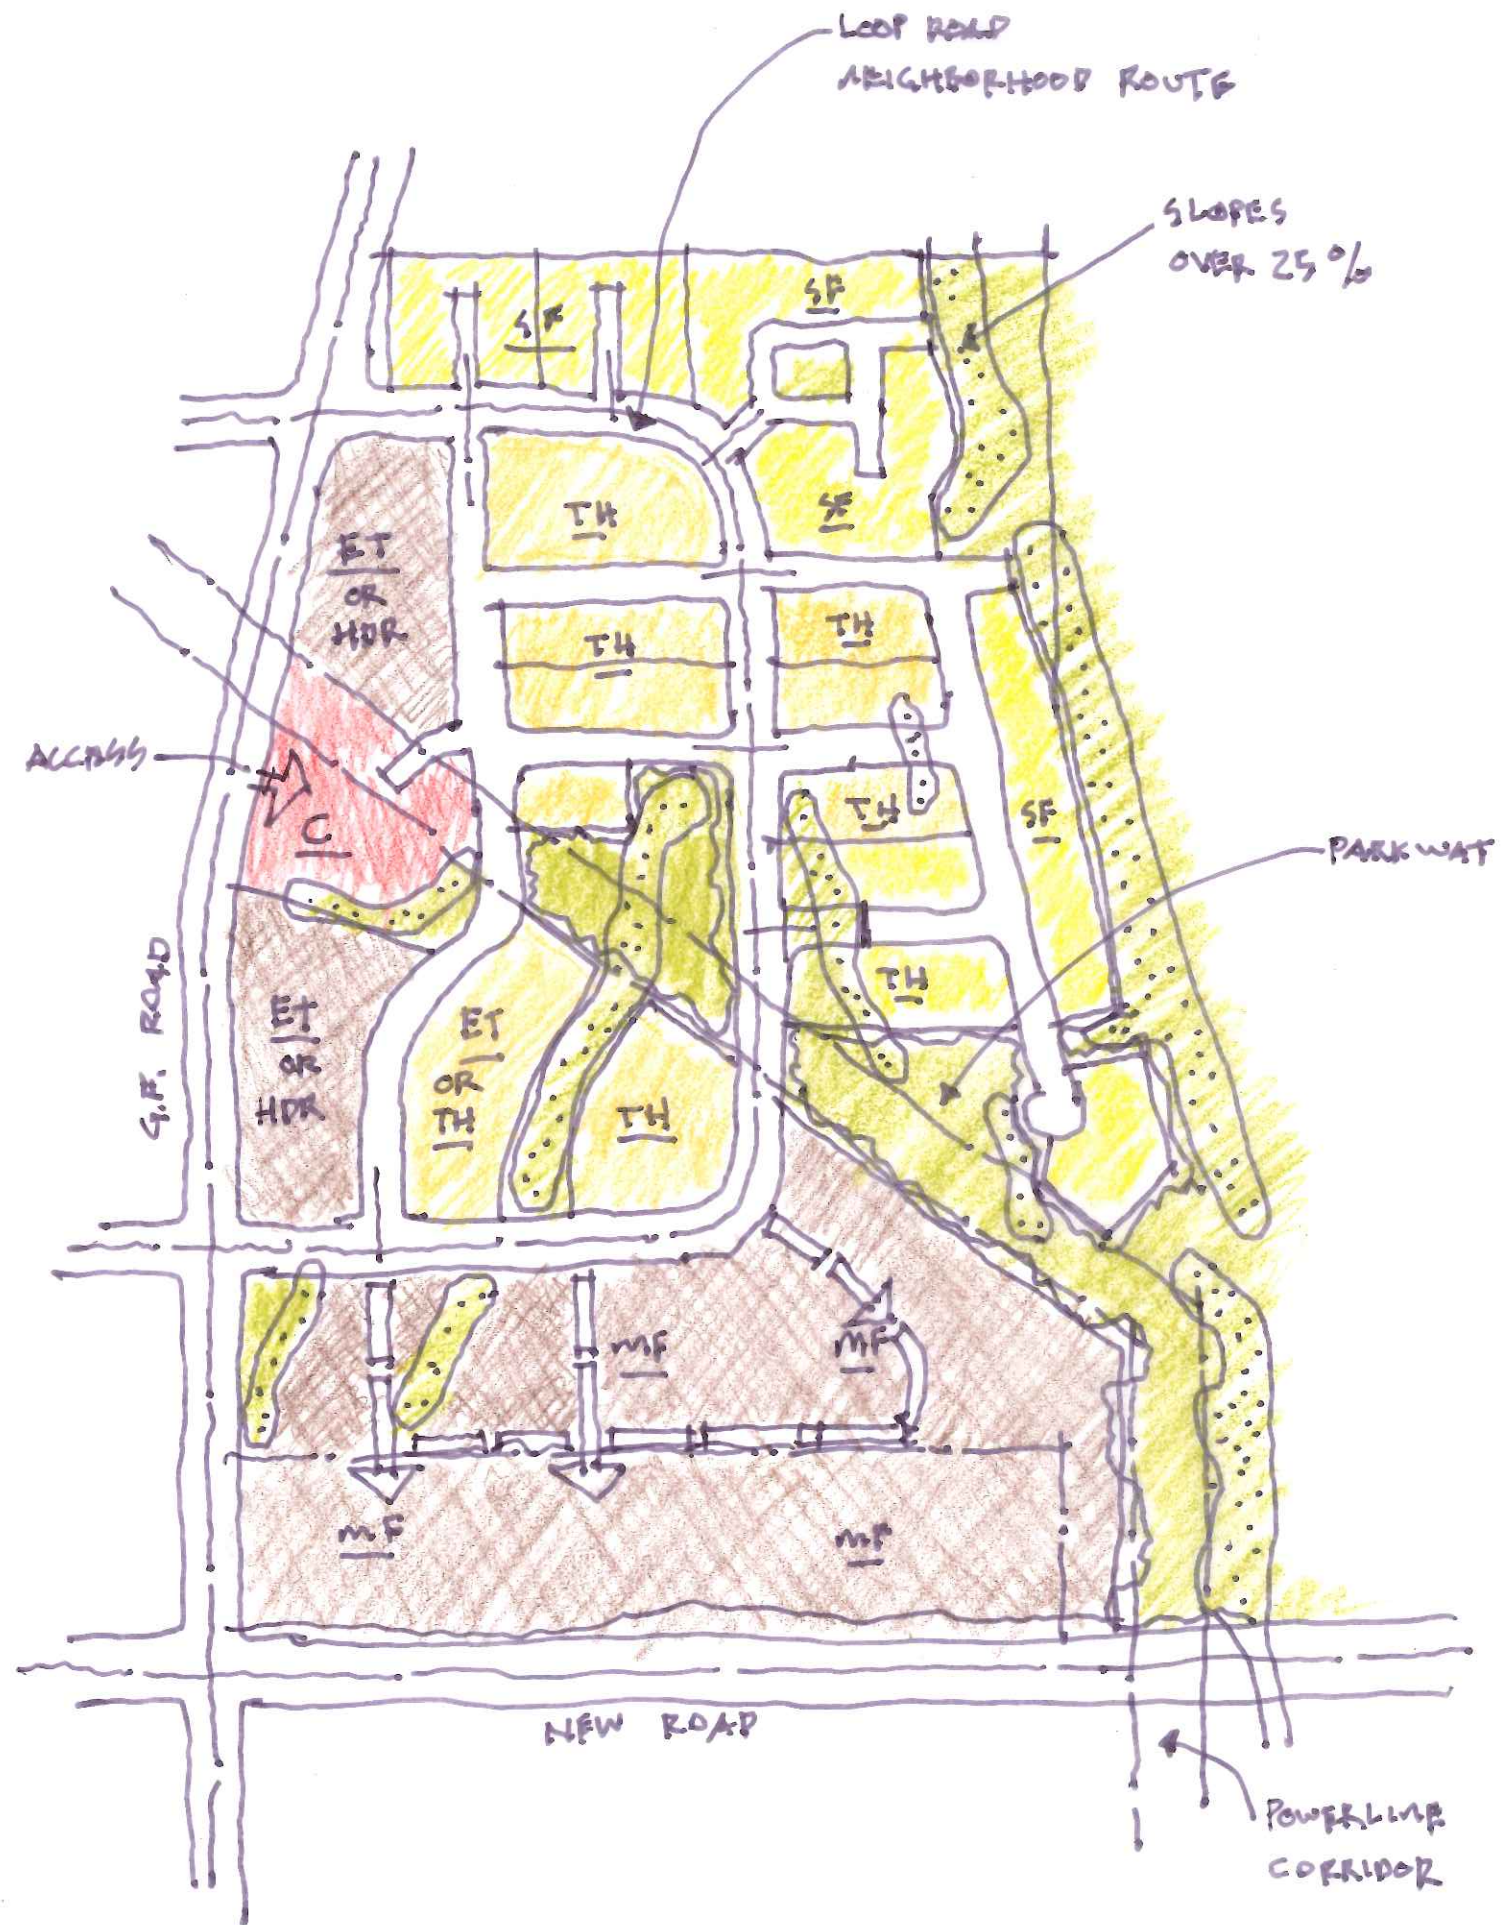 LOOP ROAD
NEIGHBORHOOD ROUTE
SLOPES
OVER 25%
SF
SF
TH
SF
ET
OR
HDR
TH
TH
ACCESS
C
TH
SF
PARKWAY
TH
G.F. ROAD
ET
OR
HDR
ET
OR
TH
TH
MF
MF
MF
MF
NEW ROAD
POWERLINE
CORRIDOR